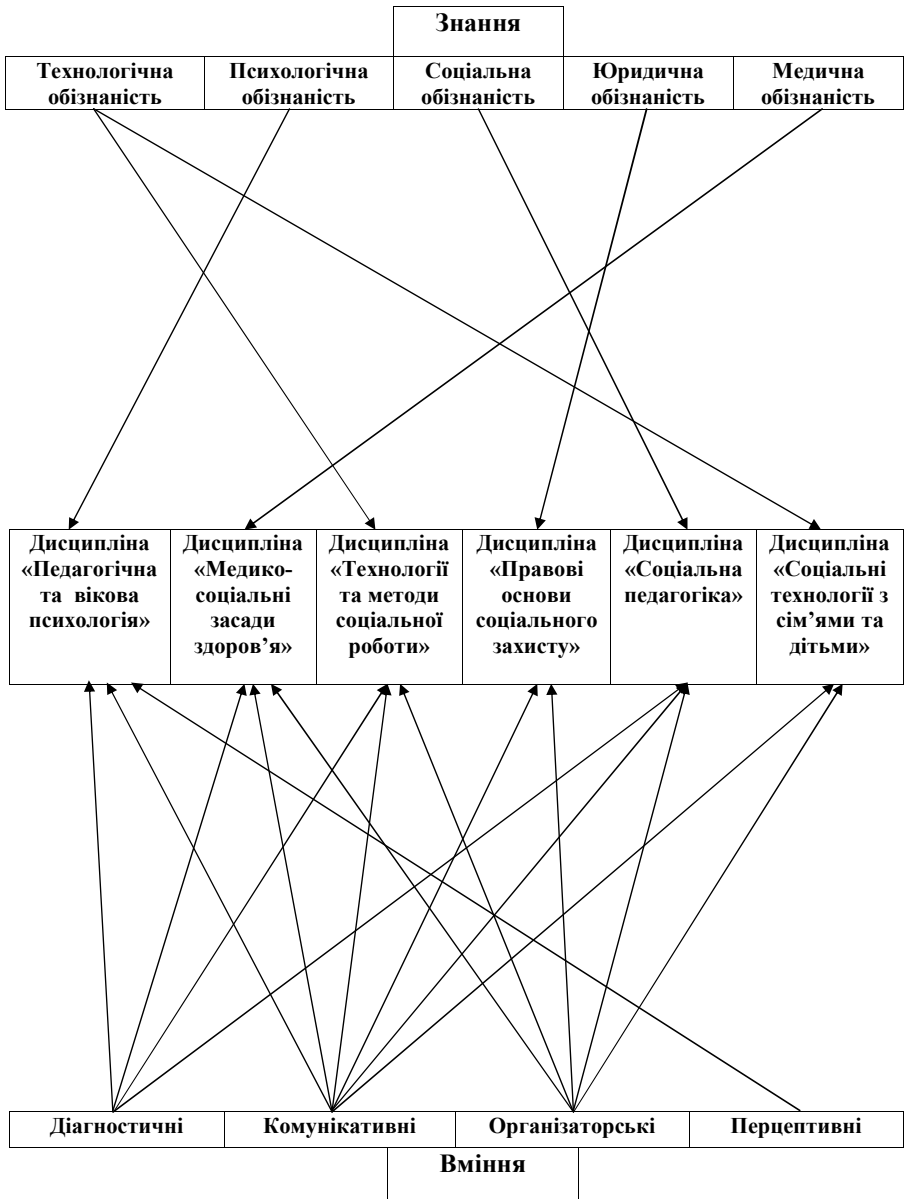 Знання
Технологічна
обізнаність
Психологічна
обізнаність
Соціальна
обізнаність
Юридична
обізнаність
Медична
обізнаність
Дисципліна
«Педагогічна
та вікова
психологія»
Дисципліна
«Медико-
соціальні
засади
здоров’я»
Дисципліна
«Технології
та методи
соціальної
роботи»
Дисципліна
«Правові
основи
соціального
захисту»
Дисципліна
«Соціальна
педагогіка»
Дисципліна
«Соціальні
технології з
сім’ями та
дітьми»
Діагностичні
Комунікативні
Організаторські
Перцептивні
Вміння